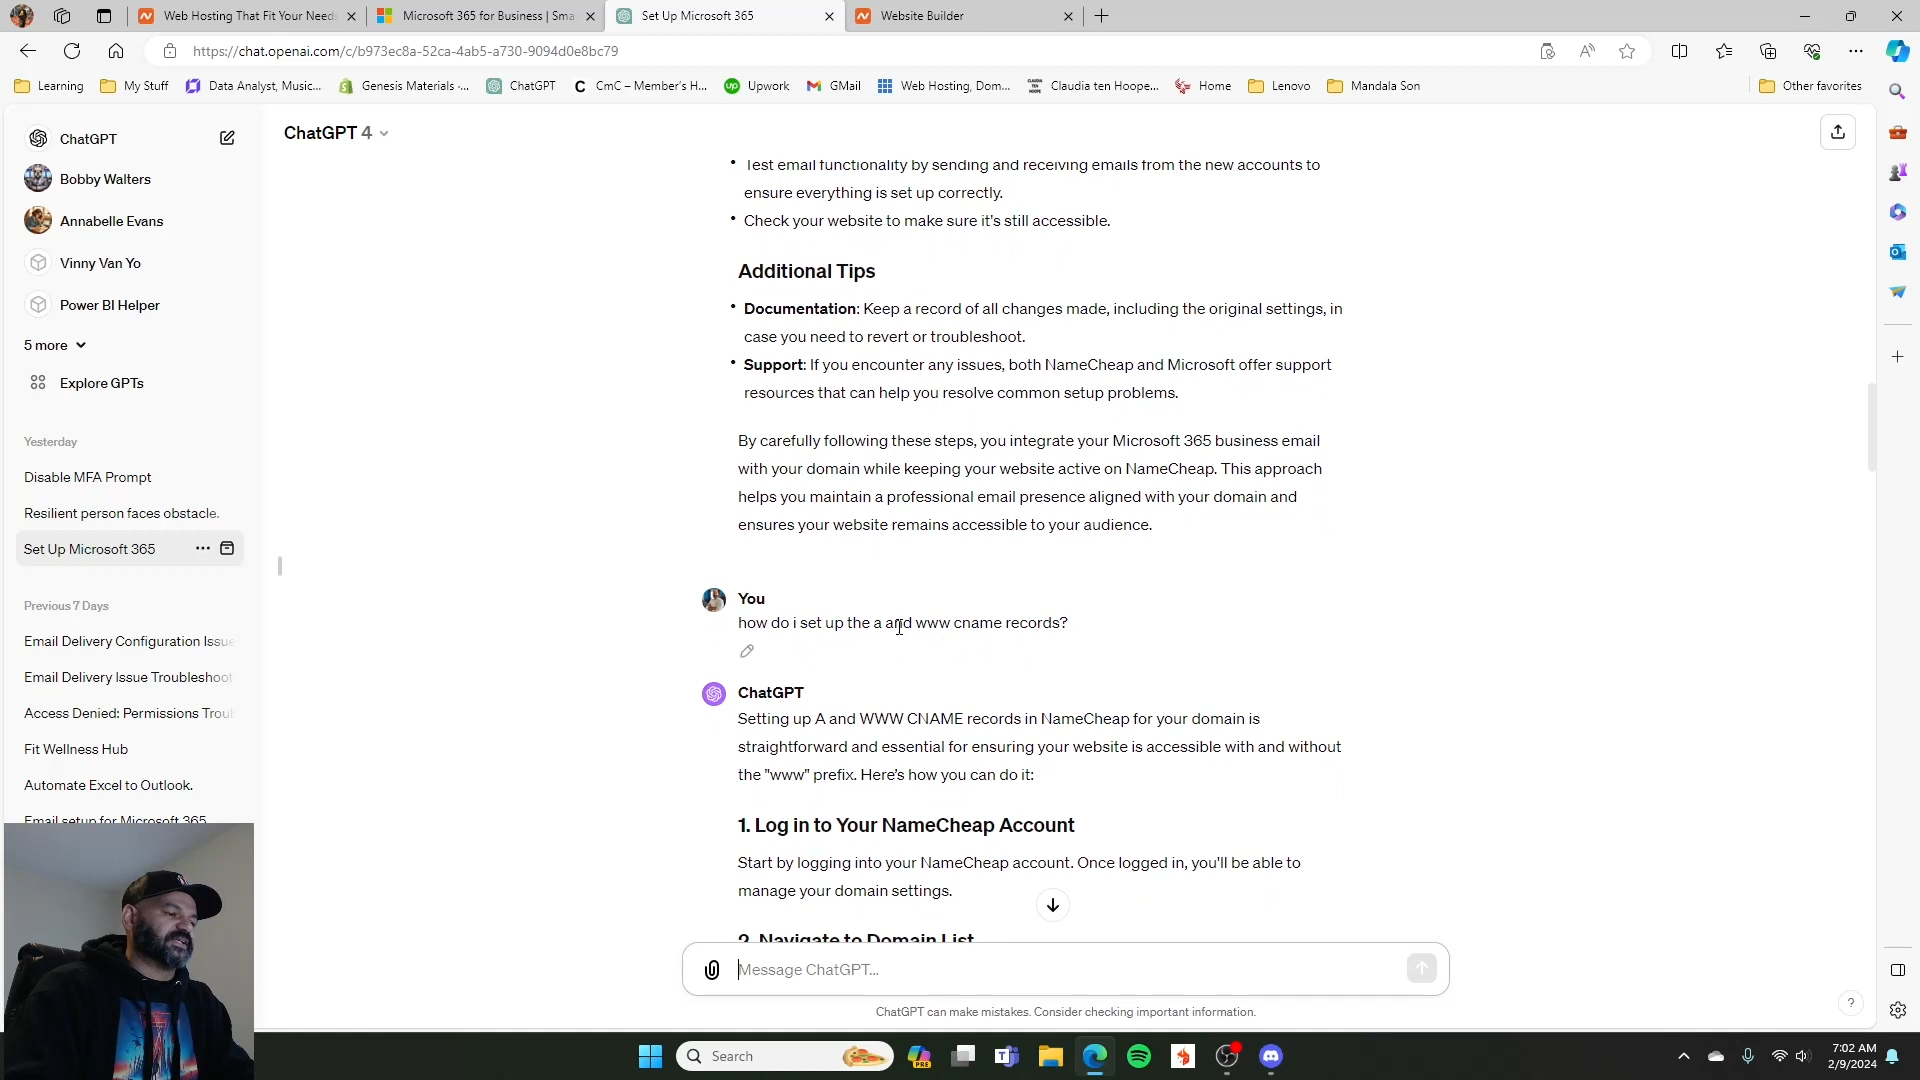 Web Hosting That Fit Your Needs
Microsoft 365 for Business | Sma
Set Up Microsoft 365
Website Builder
https://chat.openai.com/c/b973ec8a-52ca-4ab5-a730-9094d0e8bc79
Learning
My Stuff
Data Analyst, Music...
Genesis Materials -...
ChatGPT
CmC – Member's H...
Upwork
GMail
Web Hosting, Dom...
Claudia ten Hoope...
Home
Lenovo
Mandala Son
Other favorites
ChatGPT
Bobby Walters
Annabelle Evans
Vinny Van Yo
Power BI Helper
5 more
Explore GPTs
Yesterday
Disable MFA Prompt
Resilient person faces obstacle.
Set Up Microsoft 365
Previous 7 Days
Email Delivery Configuration Issue
Email Delivery Issue Troubleshoot
Access Denied: Permissions Trou
Fit Wellness Hub
Automate Excel to Outlook.
Email setup for Microsoft 365
ChatGPT 4
• Test email functionality by sending and receiving emails from the new accounts to
ensure everything is set up correctly.
• Check your website to make sure it's still accessible.
Additional Tips
• Documentation: Keep a record of all changes made, including the original settings, in
case you need to revert or troubleshoot.
• Support: If you encounter any issues, both NameCheap and Microsoft offer support
resources that can help you resolve common setup problems.
By carefully following these steps, you integrate your Microsoft 365 business email
with your domain while keeping your website active on NameCheap. This approach
helps you maintain a professional email presence aligned with your domain and
ensures your website remains accessible to your audience.
You
how do i set up the a and www cname records?
ChatGPT
Setting up A and WWW CNAME records in NameCheap for your domain is
straightforward and essential for ensuring your website is accessible with and without
the "www" prefix. Here's how you can do it:
1. Log in to Your NameCheap Account
Start by logging into your NameCheap account. Once logged in, you'll be able to
manage your domain settings.
2. Navigate to Domain List
Message ChatGPT...
ChatGPT can make mistakes. Consider checking important information.
?
Search
PRE
7:02 AM
2/9/2024